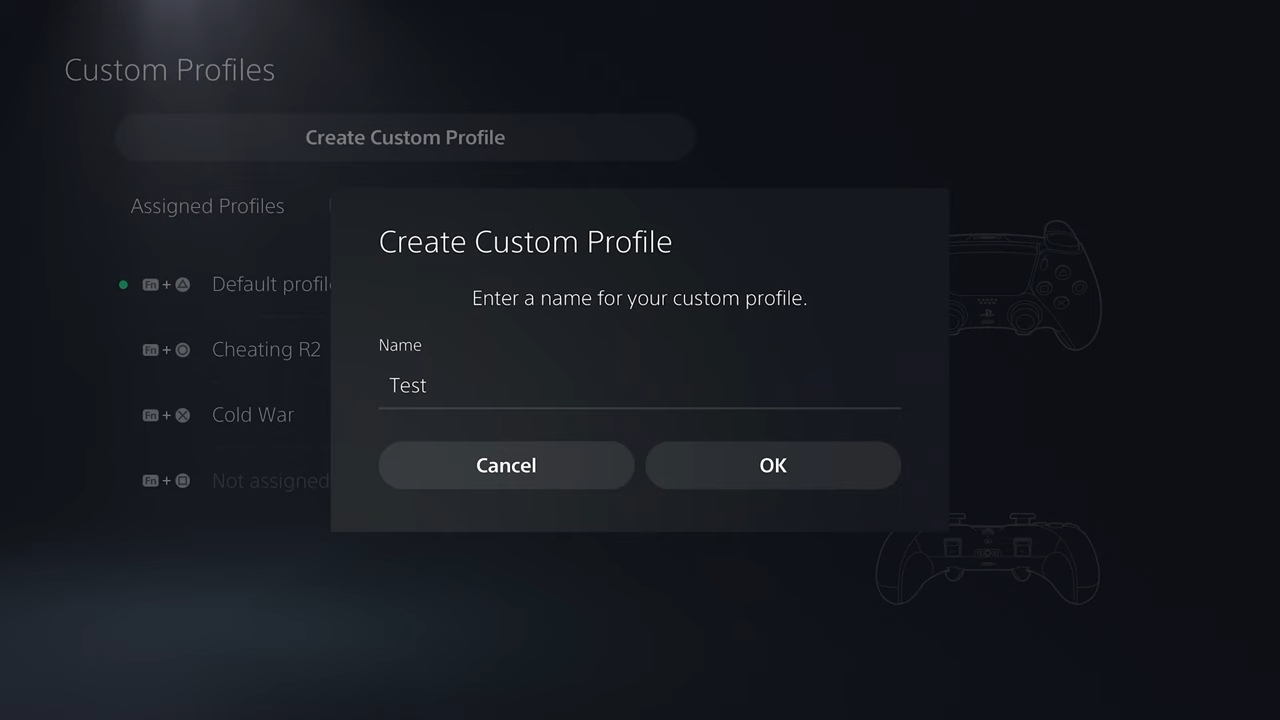 Custom Profiles
Create Custom Profile
Assigned Profiles
Create Custom Profile
Enter a name for your custom profile.
Name
Test
Cancel
OK
Fn + Default profile
Fn + Cheating R2
Fn + Cold War
Fn + Not assigned